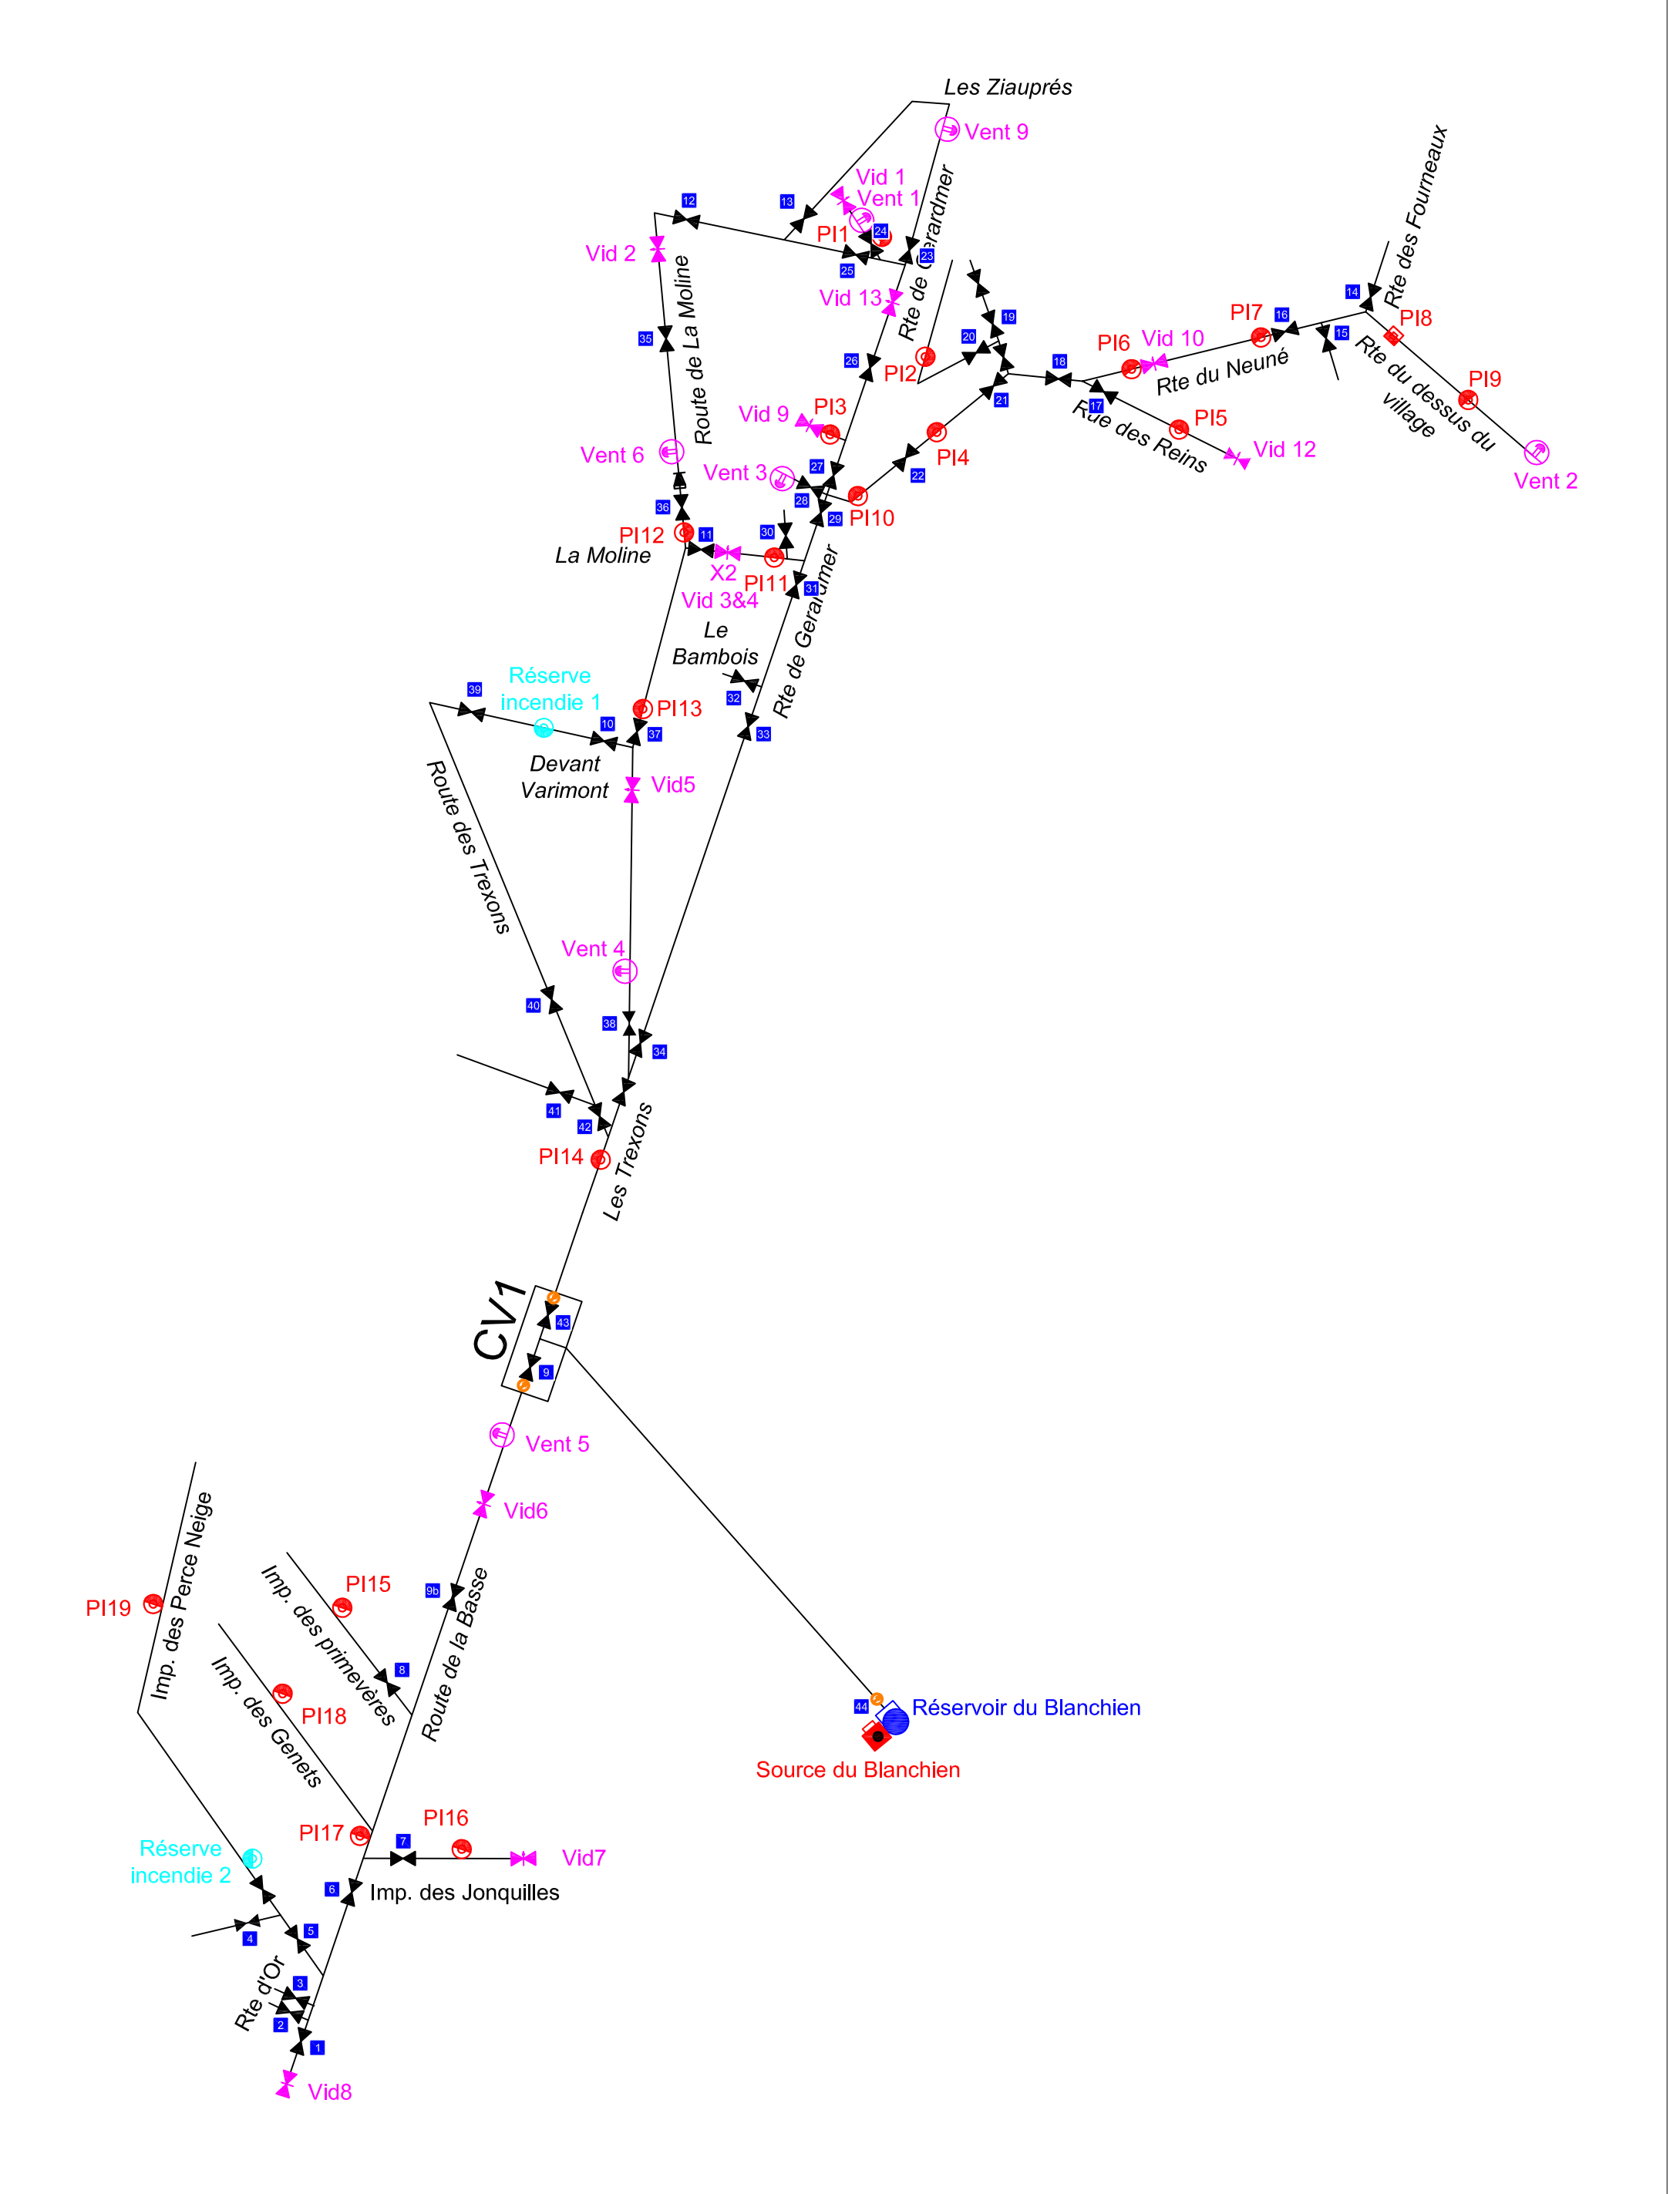 Les Ziauprés
Vent 9
Vid 1
Vent 1
12
13
PI1
24
23
25
Vid 2
Vid 13
Rte de Gerardmer
Route de La Moline
35
26
20
19
PI2
Rte des Fourneaux
14
16
15
PI7
PI8
PI6
Vid 10
18
Rte du Neuné
Rte du dessus du
village
PI9
Vent 2
17
21
Rue des Reins
PI5
Vid 12
Vid 9
PI3
PI4
Vent 6
Vent 3
27
22
28
PI10
29
36
PI12
11
30
La Moline
X2
PI11
31
Vid 3&4
Rte de Gerardmer
Le
Bambois
32
33
Réserve
incendie 1
39
PI13
10
37
Devant
Varimont
Vid5
Route des Trexons
Vent 4
40
38
34
41
42
PI14
Les Trexons
CV1
43
9
Vent 5
Vid6
9b
Route de la Basse
Imp. des Perce Neige
PI19
PI15
Imp. des primevères
8
Imp. des Genets
PI18
44
Réservoir du Blanchien
Source du Blanchien
PI17
PI16
7
Vid7
Imp. des Jonquilles
Réserve
incendie 2
6
5
4
Rte d'Or
3
2
1
Vid8